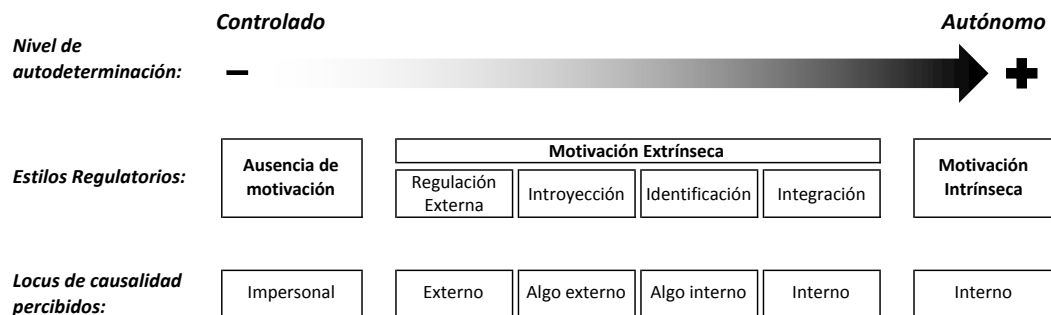 Controlado
Autónomo
Nivel de
autodeterminación:
Estilos Regulatorios:
Ausencia de
motivación
Motivación Extrínseca
Regulación
Externa
Introyección
Identificación
Integración
Motivación
Intrínseca
Locus de causalidad
percibidos:
Impersonal
Externo
Algo externo
Algo interno
Interno
Interno